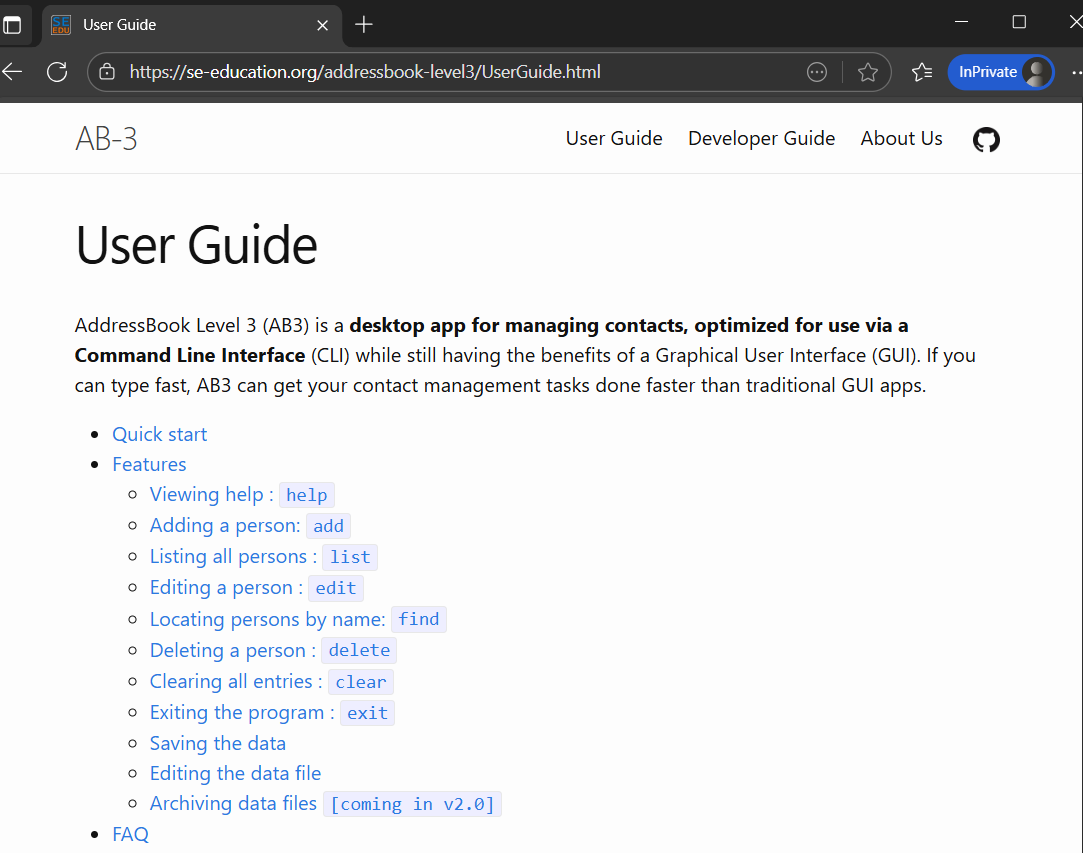 SE
EDU
User Guide
https://se-education.org/addressbook-level3/UserGuide.html
InPrivate
AB-3
User Guide
Developer Guide
About Us
User Guide
AddressBook Level 3 (AB3) is a desktop app for managing contacts, optimized for use via a
Command Line Interface (CLI) while still having the benefits of a Graphical User Interface (GUI). If you
can type fast, AB3 can get your contact management tasks done faster than traditional GUI apps.
Quick start
Features
Viewing help : help
Adding a person: add
Listing all persons : list
Editing a person : edit
Locating persons by name: find
Deleting a person : delete
Clearing all entries : clear
Exiting the program : exit
Saving the data
Editing the data file
Archiving data files [coming in v2.0]
FAQ